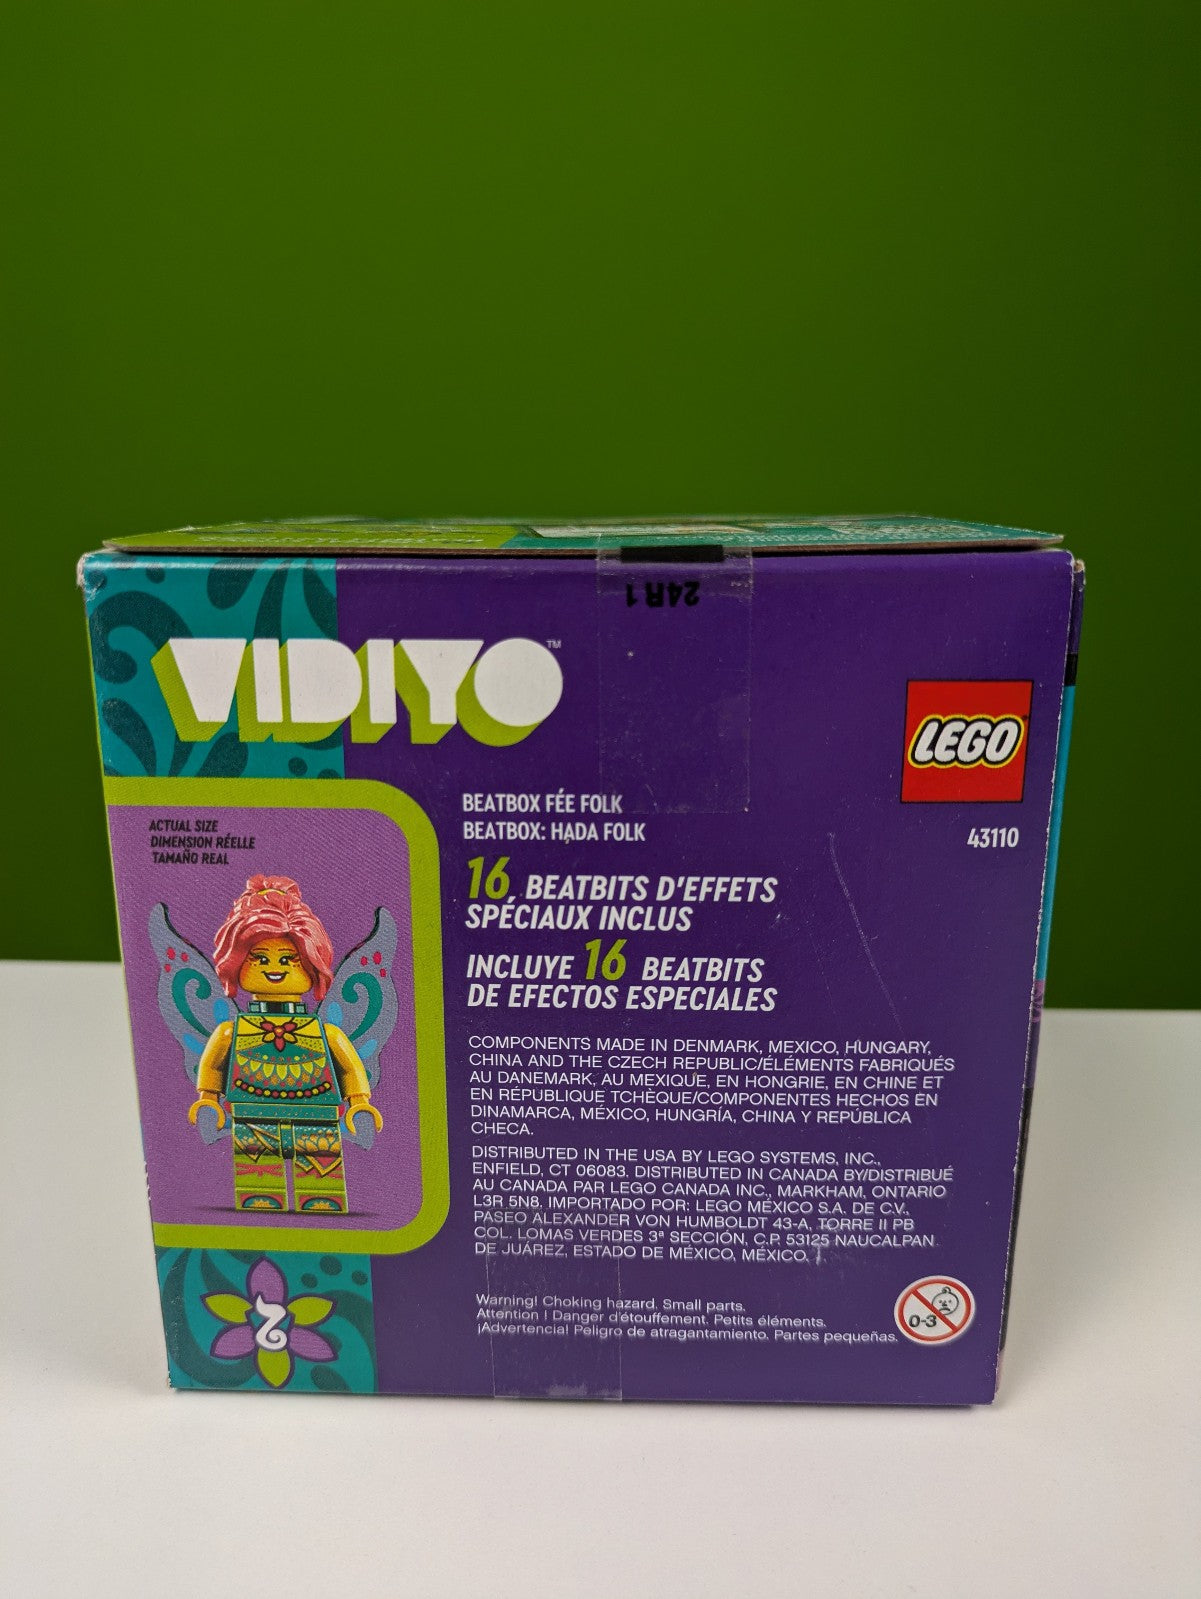 24R 1
VIDIYO™
LEGO
43110
BEATBOX FÉE FOLK
BEATBOX: HADA FOLK
16 BEATBITS D'EFFETS
SPÉCIAUX INCLUS
INCLUYE 16 BEATBITS
DE EFECTOS ESPECIALES
ACTUAL SIZE
DIMENSION RÉELLE
TAMAÑO REAL
COMPONENTS MADE IN DENMARK, MEXICO, HUNGARY,
CHINA AND THE CZECH REPUBLIC/ÉLÉMENTS FABRIQUÉS
AU DANEMARK, AU MEXIQUE, EN HONGRIE, EN CHINE ET
EN RÉPUBLIQUE TCHÈQUE/COMPONENTES HECHOS EN
DINAMARCA, MÉXICO, HUNGRÍA, CHINA Y REPÚBLICA
CHECA.
DISTRIBUTED IN THE USA BY LEGO SYSTEMS, INC.,
ENFIELD, CT 06083. DISTRIBUTED IN CANADA BY/DISTRIBUÉ
AU CANADA PAR LEGO CANADA INC., MARKHAM, ONTARIO
L3R 5N8. IMPORTADO POR: LEGO MÉXICO S.A. DE C.V.,
PASEO ALEXANDER VON HUMBOLDT 43-A, TORRE II PB
COL. LOMAS VERDES 3ª SECCIÓN, C.P. 53125 NAUCALPAN
DE JUÁREZ, ESTADO DE MÉXICO, MÉXICO.
Warning! Choking hazard. Small parts.
Attention ! Danger d'étouffement. Petits éléments.
¡Advertencia! Peligro de atragantamiento. Partes pequeñas.
0-3